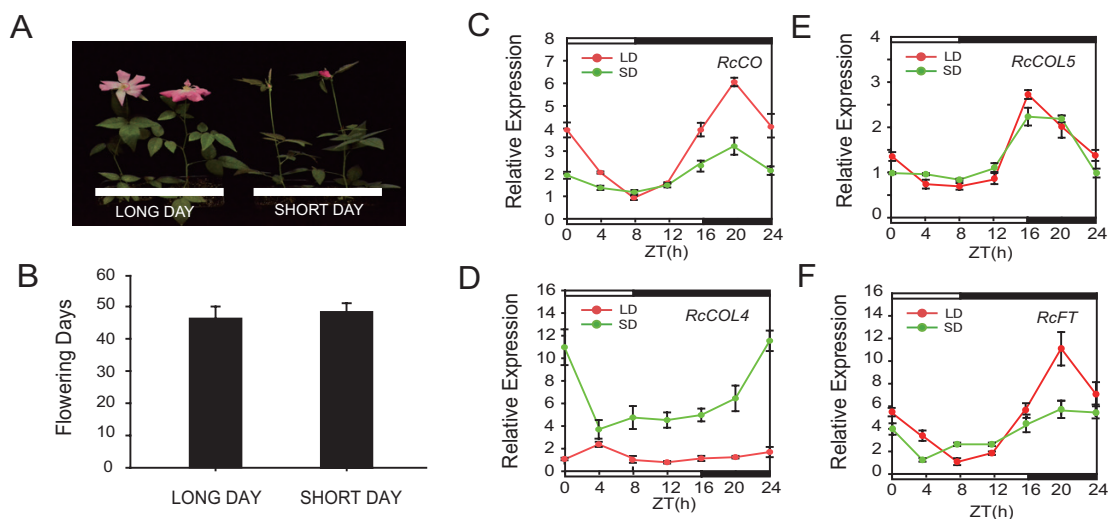 A
LONG DAY SHORT DAY
B
Flowering Days
60
50
40
30
20
10
0
LONG DAY SHORT DAY
C
Relative Expression
8
7
6
5
4
3
2
1
0
LD
SD
RcCO
0 4 8 12 16 20 24
ZT(h)
D
Relative Expression
16
14
12
10
8
6
4
2
0
LD
SD
RcCOL4
0 4 8 12 16 20 24
ZT(h)
E
Relative Expression
4
3
2
1
0
LD
SD
RcCOL5
0 4 8 12 16 20 24
ZT(h)
F
Relative Expression
16
14
12
10
8
6
4
2
0
LD
SD
RcFT
0 4 8 12 16 20 24
ZT(h)